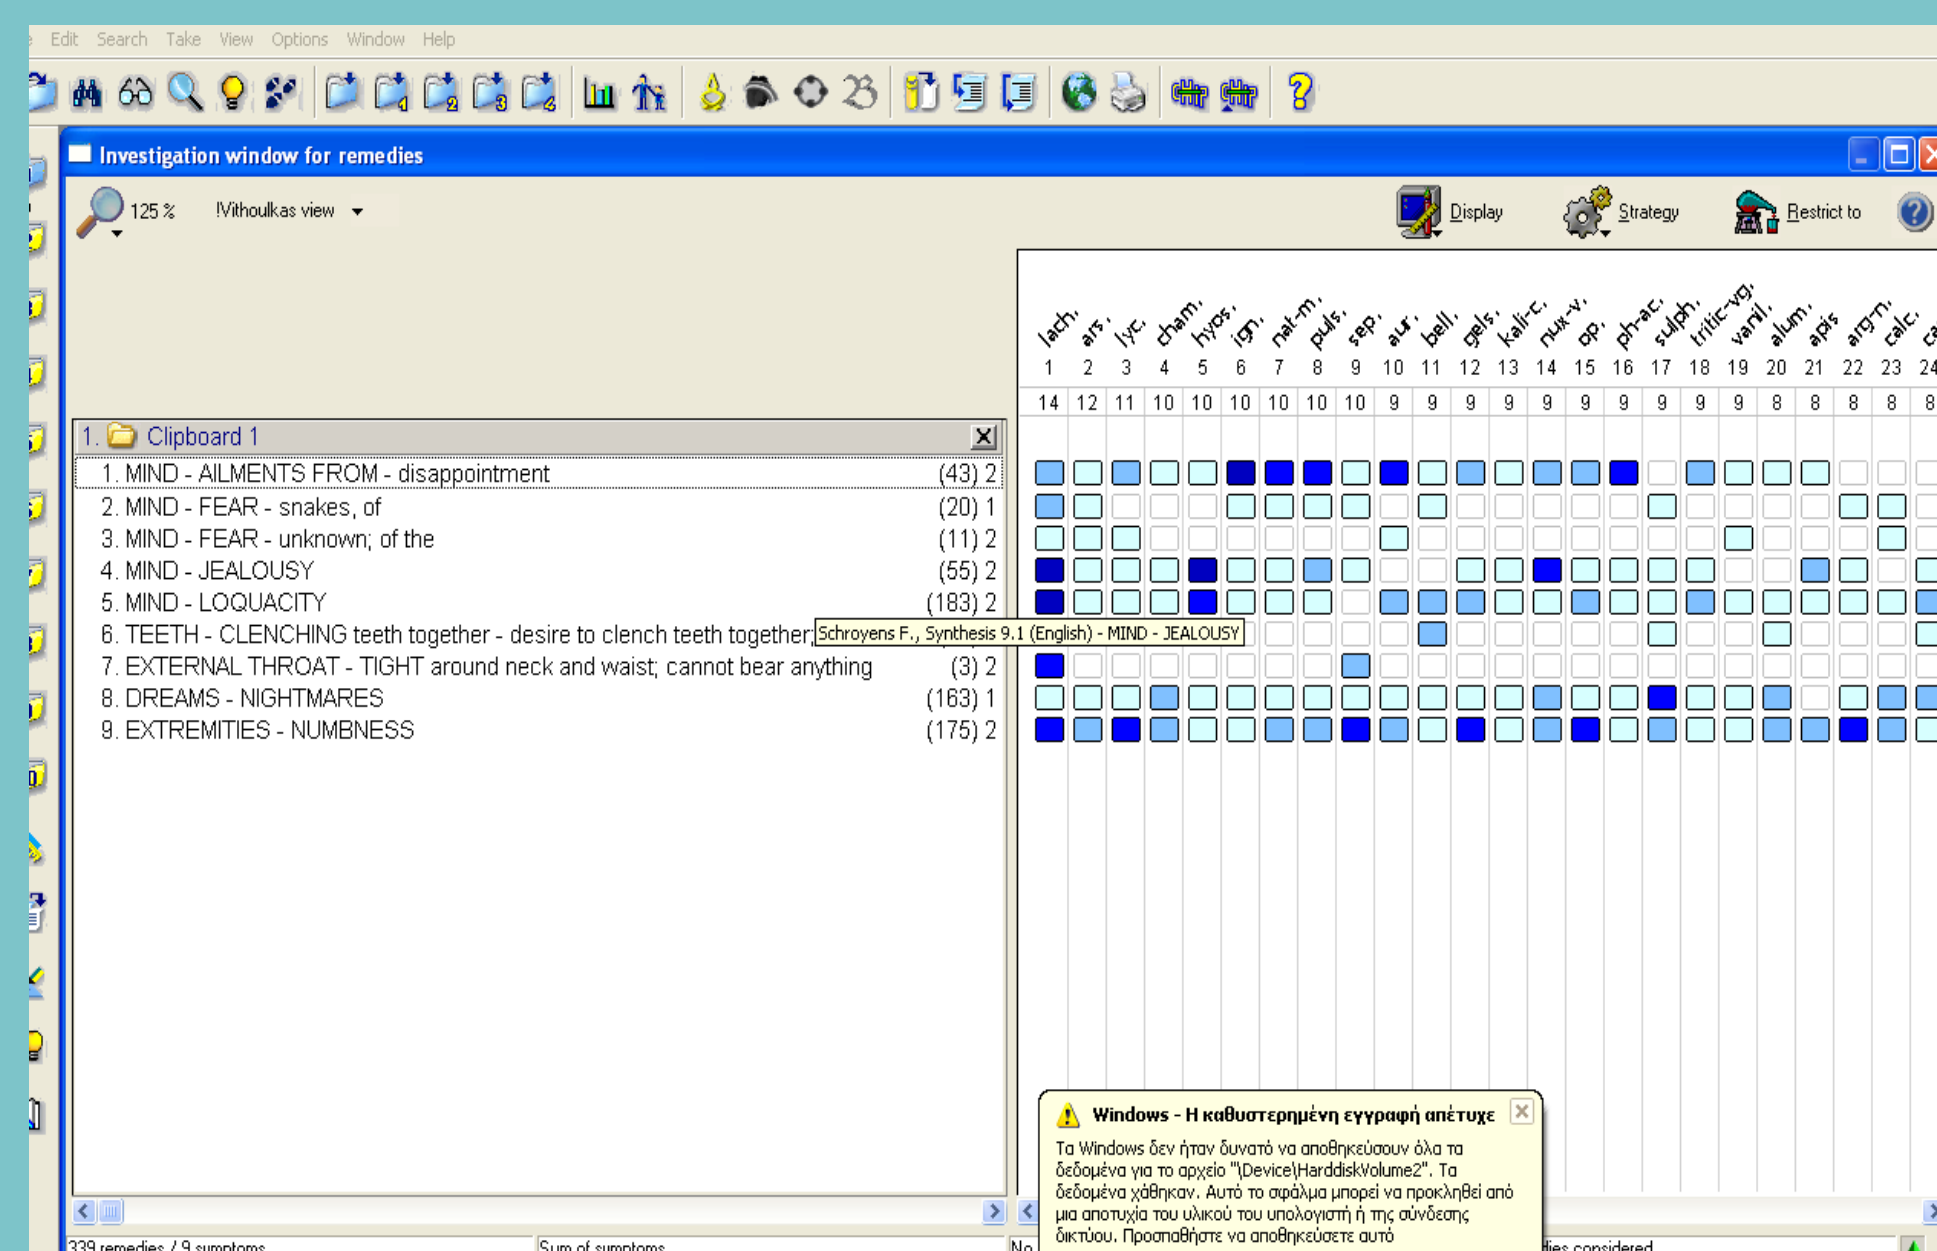 Edit Search Take View Options Window Help
Investigation window for remedies
125 % !Vithoulkas view Display Strategy Restrict to
lach. ars. lyc. cham. hyos. ign. nat-m. puls. sep. aur. bell. gels. kali-c. nux-v. op. ph-ac. sulph. tritic-vg. vanil. alum. apis arg-n. calc.
1 2 3 4 5 6 7 8 9 10 11 12 13 14 15 16 17 18 19 20 21 22 23 24
14 12 11 10 10 10 10 10 10 9 9 9 9 9 9 9 9 9 9 8 8 8 8 8
1. Clipboard 1
1. MIND - AILMENTS FROM - disappointment (43) 2
2. MIND - FEAR - snakes, of (20) 1
3. MIND - FEAR - unknown; of the (11) 2
4. MIND - JEALOUSY (55) 2
5. MIND - LOQUACITY (183) 2
6. TEETH - CLENCHING teeth together - desire to clench teeth together;
Schroyens F., Synthesis 9.1 (English) - MIND - JEALOUSY
7. EXTERNAL THROAT - TIGHT around neck and waist; cannot bear anything (3) 2
8. DREAMS - NIGHTMARES (163) 1
9. EXTREMITIES - NUMBNESS (175) 2
Windows - Η καθυστερημένη εγγραφή απέτυχε
Τα Windows δεν ήταν δυνατό να αποθηκεύσουν όλα τα
δεδομένα για το αρχείο "\Device\HarddiskVolume2". Τα
δεδομένα χάθηκαν. Αυτό το σφάλμα μπορεί να προκληθεί από
μια αποτυχία του υλικού του υπολογιστή ή της σύνδεσης
δικτύου. Προσπαθήστε να αποθηκεύσετε αυτό
339 remedies / 9 symptoms Sum of symptoms No considered